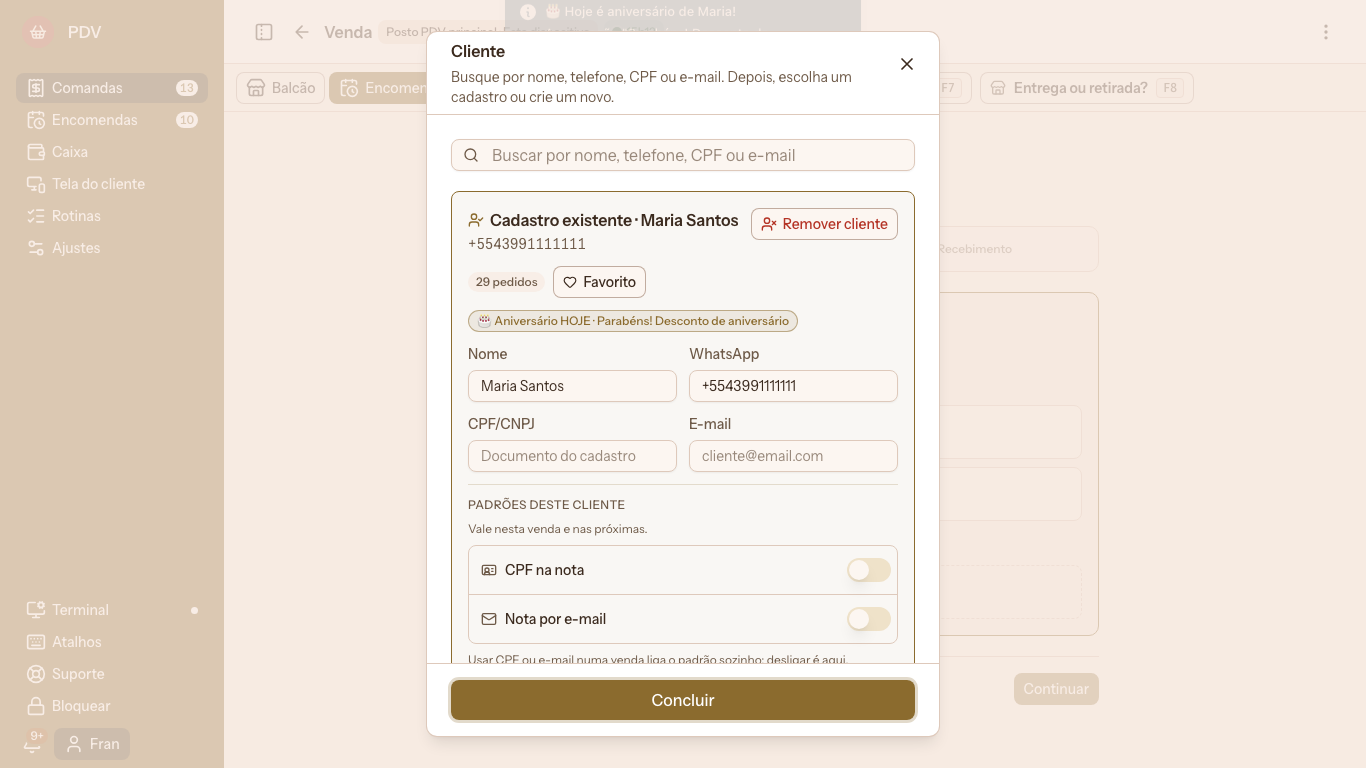 PDV
Comandas 13
Encomendas 10
Caixa
Tela do cliente
Rotinas
Ajustes
Terminal
Atalhos
Suporte
Bloquear
9+
Fran
🎂 Hoje é aniversário de Maria!
Venda
Balcão
F7
Entrega ou retirada? F8
Recebimento
Continuar
Cliente
Busque por nome, telefone, CPF ou e-mail. Depois, escolha um
cadastro ou crie um novo.
Buscar por nome, telefone, CPF ou e-mail
Cadastro existente · Maria Santos
Remover cliente
+5543991111111
29 pedidos
Favorito
🎂 Aniversário HOJE · Parabéns! Desconto de aniversário
Nome
WhatsApp
Maria Santos
+5543991111111
CPF/CNPJ
E-mail
Documento do cadastro
cliente@email.com
PADRÕES DESTE CLIENTE
Vale nesta venda e nas próximas.
CPF na nota
Nota por e-mail
Usar CPF ou e-mail numa venda liga o padrão sozinho; desligar é aqui.
Concluir